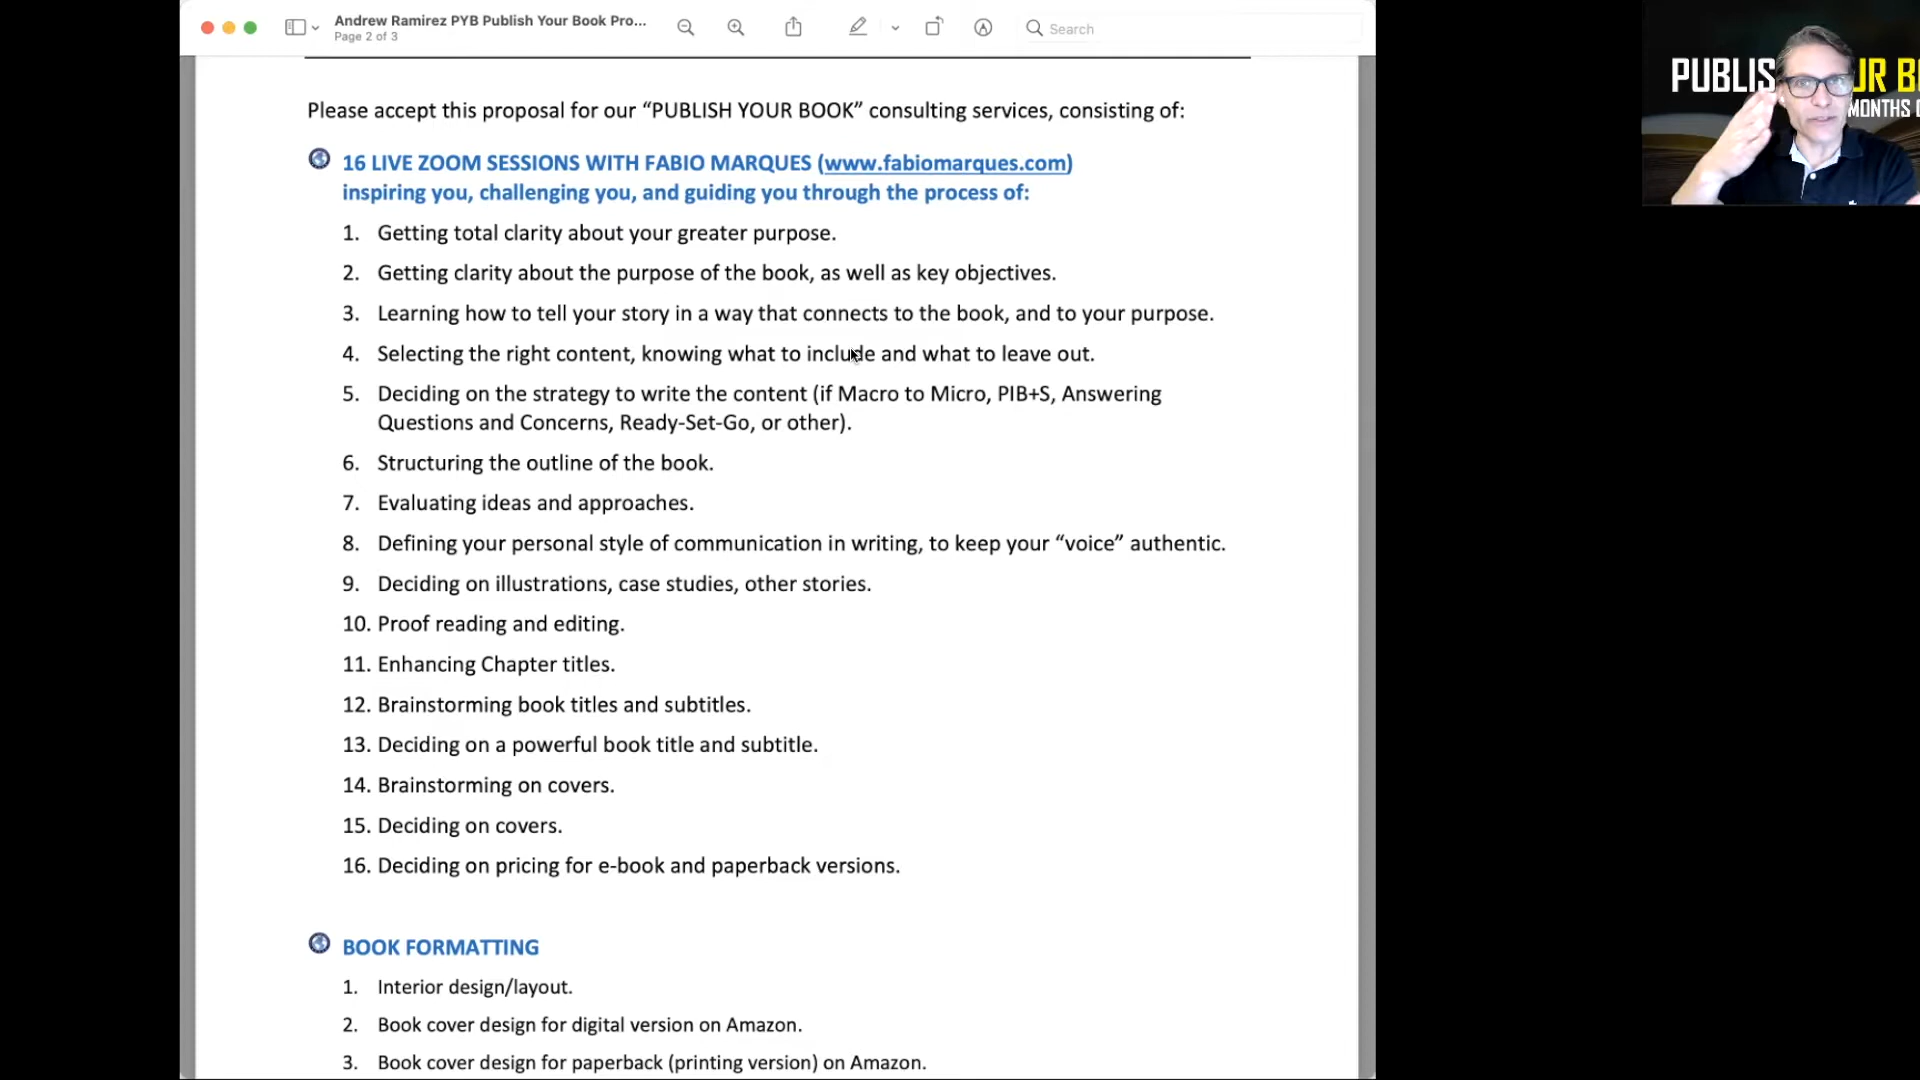 Andrew Ramirez PYB Publish Your Book Pro...
Page 2 of 3
Search
PUBLIS UR B
MONTHS
Please accept this proposal for our “PUBLISH YOUR BOOK” consulting services, consisting of:
16 LIVE ZOOM SESSIONS WITH FABIO MARQUES (www.fabiomarques.com)
inspiring you, challenging you, and guiding you through the process of:
1. Getting total clarity about your greater purpose.
2. Getting clarity about the purpose of the book, as well as key objectives.
3. Learning how to tell your story in a way that connects to the book, and to your purpose.
4. Selecting the right content, knowing what to include and what to leave out.
5. Deciding on the strategy to write the content (if Macro to Micro, PIB+S, Answering
Questions and Concerns, Ready-Set-Go, or other).
6. Structuring the outline of the book.
7. Evaluating ideas and approaches.
8. Defining your personal style of communication in writing, to keep your “voice” authentic.
9. Deciding on illustrations, case studies, other stories.
10. Proof reading and editing.
11. Enhancing Chapter titles.
12. Brainstorming book titles and subtitles.
13. Deciding on a powerful book title and subtitle.
14. Brainstorming on covers.
15. Deciding on covers.
16. Deciding on pricing for e-book and paperback versions.
BOOK FORMATTING
1. Interior design/layout.
2. Book cover design for digital version on Amazon.
3. Book cover design for paperback (printing version) on Amazon.